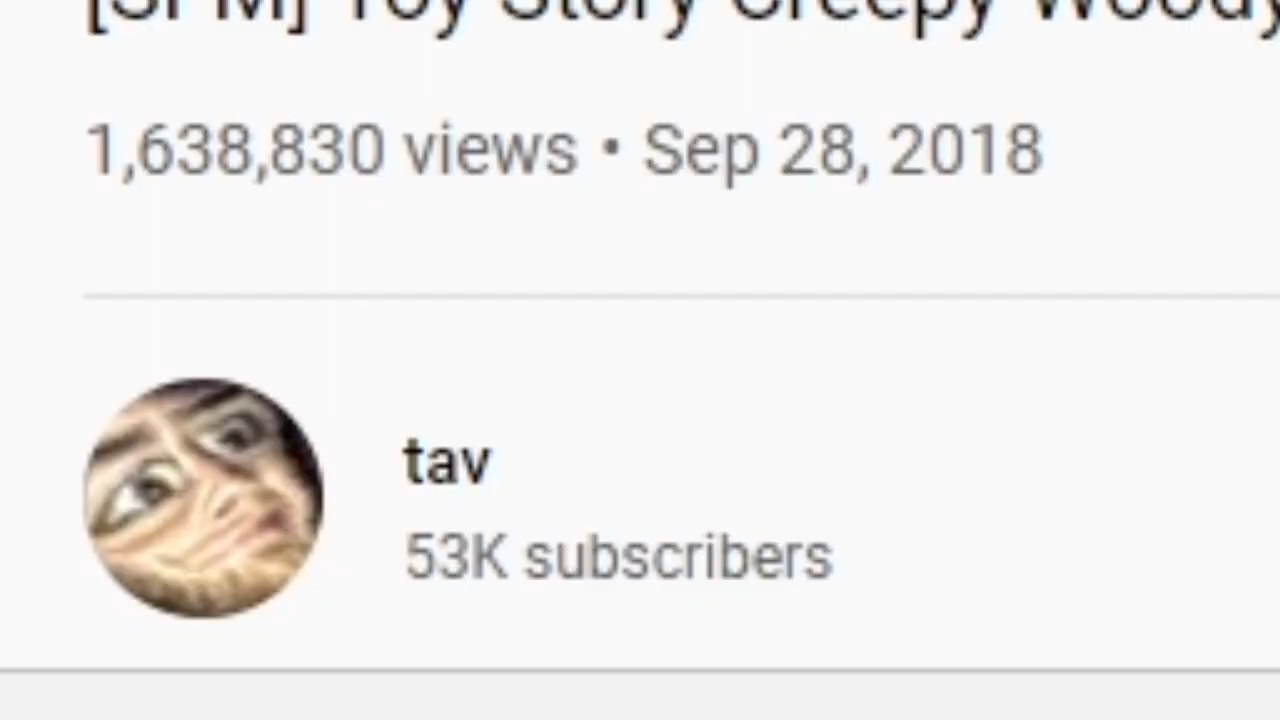 [SFM] Toy Story Creepy Woody
1,638,830 views • Sep 28, 2018
tav
53K subscribers